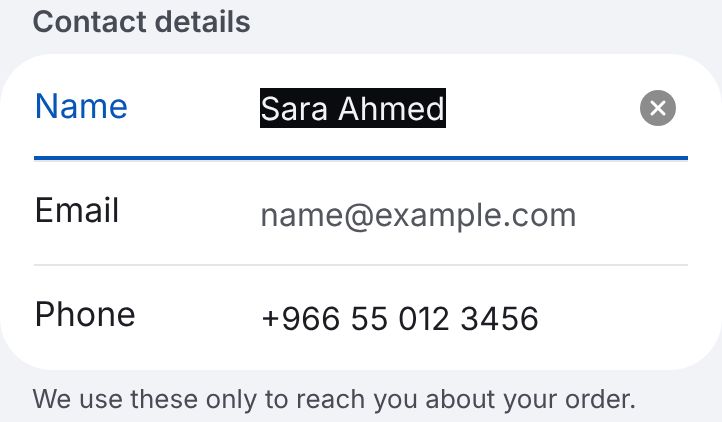 Contact details
Name Sara Ahmed
Email name@example.com
Phone +966 55 012 3456
We use these only to reach you about your order.